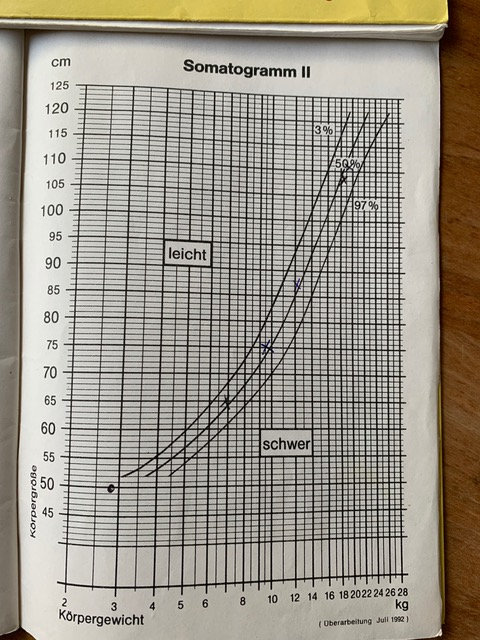 cm
Somatogramm II
125
120
115
110
105
100
95
90
85
80
75
70
65
60
55
50
45
3%
50%
97%
leicht
schwer
Körpergröße
2 3 4 5 6 8 10 12 14 16 18 20 22 24 26 28
Körpergewicht
kg
( Überarbeitung Juli 1992 )